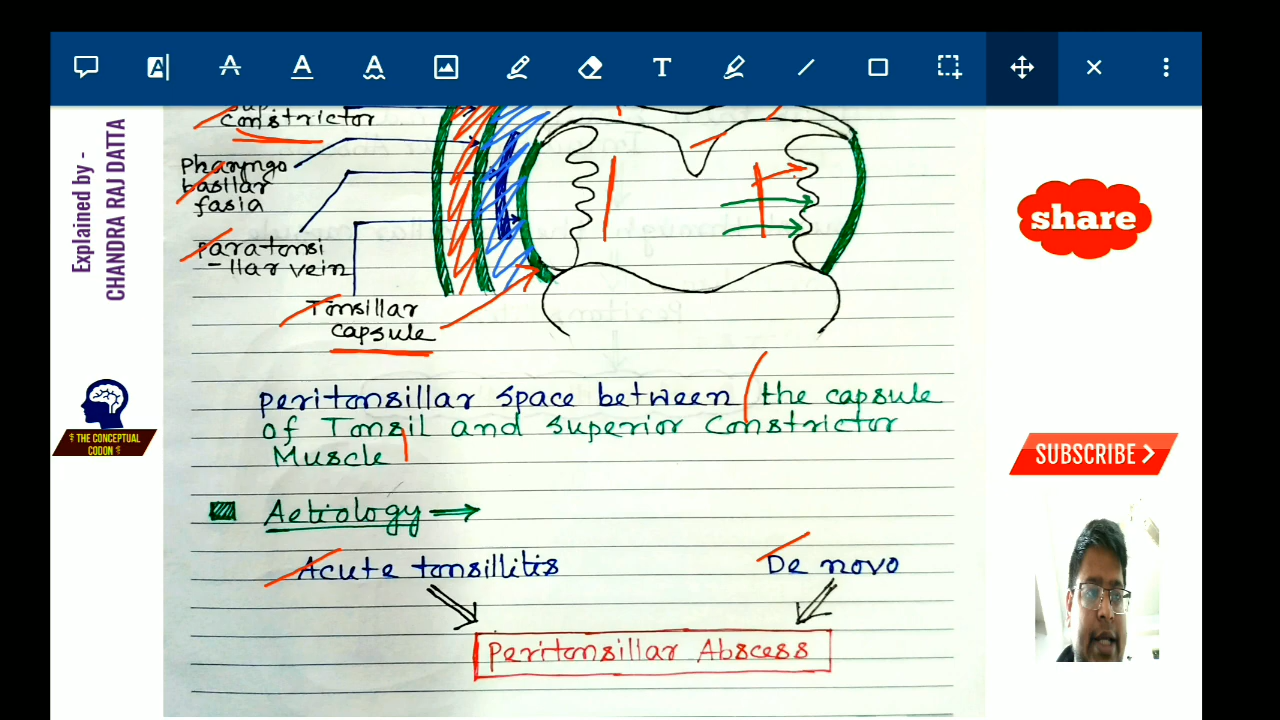 Explained by -
CHANDRA RAJ DATTA
THE CONCEPTUAL
CODON
constrictor
Pharyngo
basilar
fasia
Paratonsi
-llar vein
Tonsillar
capsule
peritonsillar space between the capsule
of Tonsil and superior Constrictor
Muscle
Aetiology
Acute tonsillitis
De novo
Peritonsillar Abscess
share
SUBSCRIBE